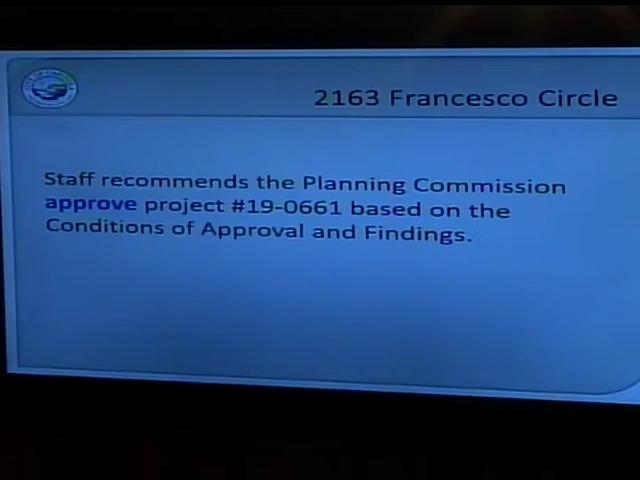 2163 Francesco Circle
Staff recommends the Planning Commission
approve project #19-0661 based on the
Conditions of Approval and Findings.